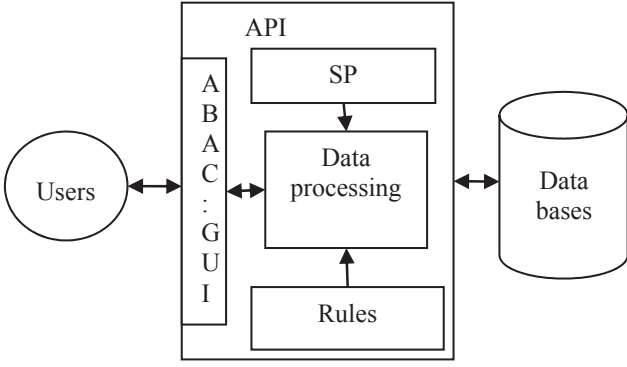 API
SP
A
B
A
C
:
G
U
I
Users
Data
processing
Data
bases
Rules